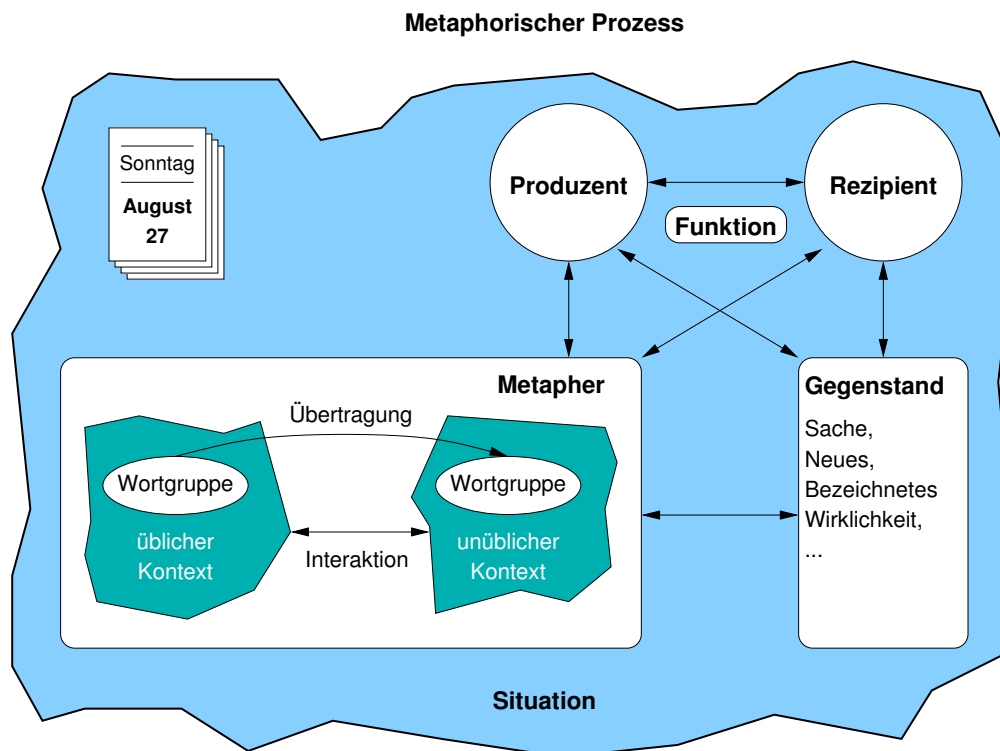 Metaphorischer Prozess
Sonntag
August
27
Produzent
Rezipient
Funktion
Metapher
Übertragung
Wortgruppe
üblicher
Kontext
Interaktion
Wortgruppe
unüblicher
Kontext
Gegenstand
Sache,
Neues,
Bezeichnetes
Wirklichkeit,
...
Situation